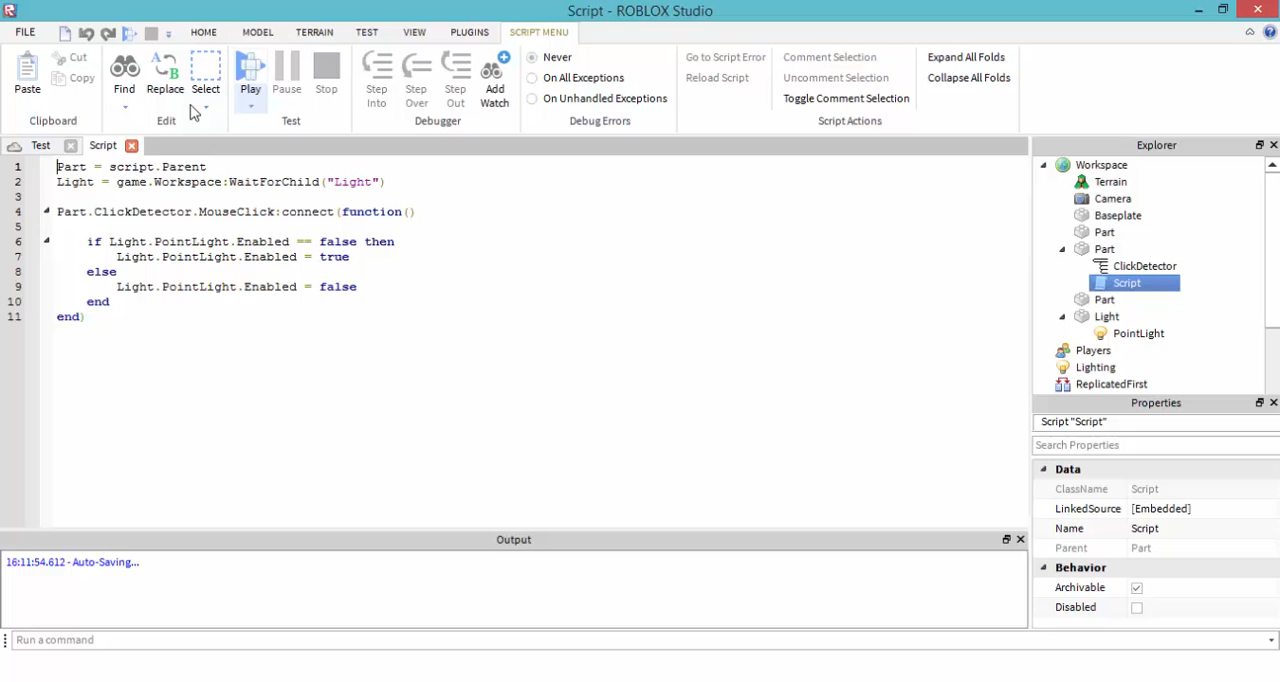 Script - ROBLOX Studio
FILE HOME MODEL TERRAIN TEST VIEW PLUGINS SCRIPT MENU
Paste
Cut
Copy
Clipboard
Find
Replace
Select
Edit
Play
Pause
Stop
Test
Step Into
Step Over
Step Out
Add Watch
Debugger
Never
On All Exceptions
On Unhandled Exceptions
Debug Errors
Go to Script Error
Reload Script
Comment Selection
Uncomment Selection
Toggle Comment Selection
Expand All Folds
Collapse All Folds
Script Actions
Test Script
1 Part = script.Parent
2 Light = game.Workspace:WaitForChild("Light")
3
4 Part.ClickDetector.MouseClick:connect(function()
5
6 if Light.PointLight.Enabled == false then
7 Light.PointLight.Enabled = true
8 else
9 Light.PointLight.Enabled = false
10 end
11 end)
Explorer
Workspace
Terrain
Camera
Baseplate
Part
Part
ClickDetector
Script
Part
Light
PointLight
Players
Lighting
ReplicatedFirst
Properties
Script "Script"
Search Properties
Data
ClassName Script
LinkedSource [Embedded]
Name Script
Parent Part
Behavior
Archivable
Disabled
Output
16:11:54.612 - Auto-Saving...
Run a command